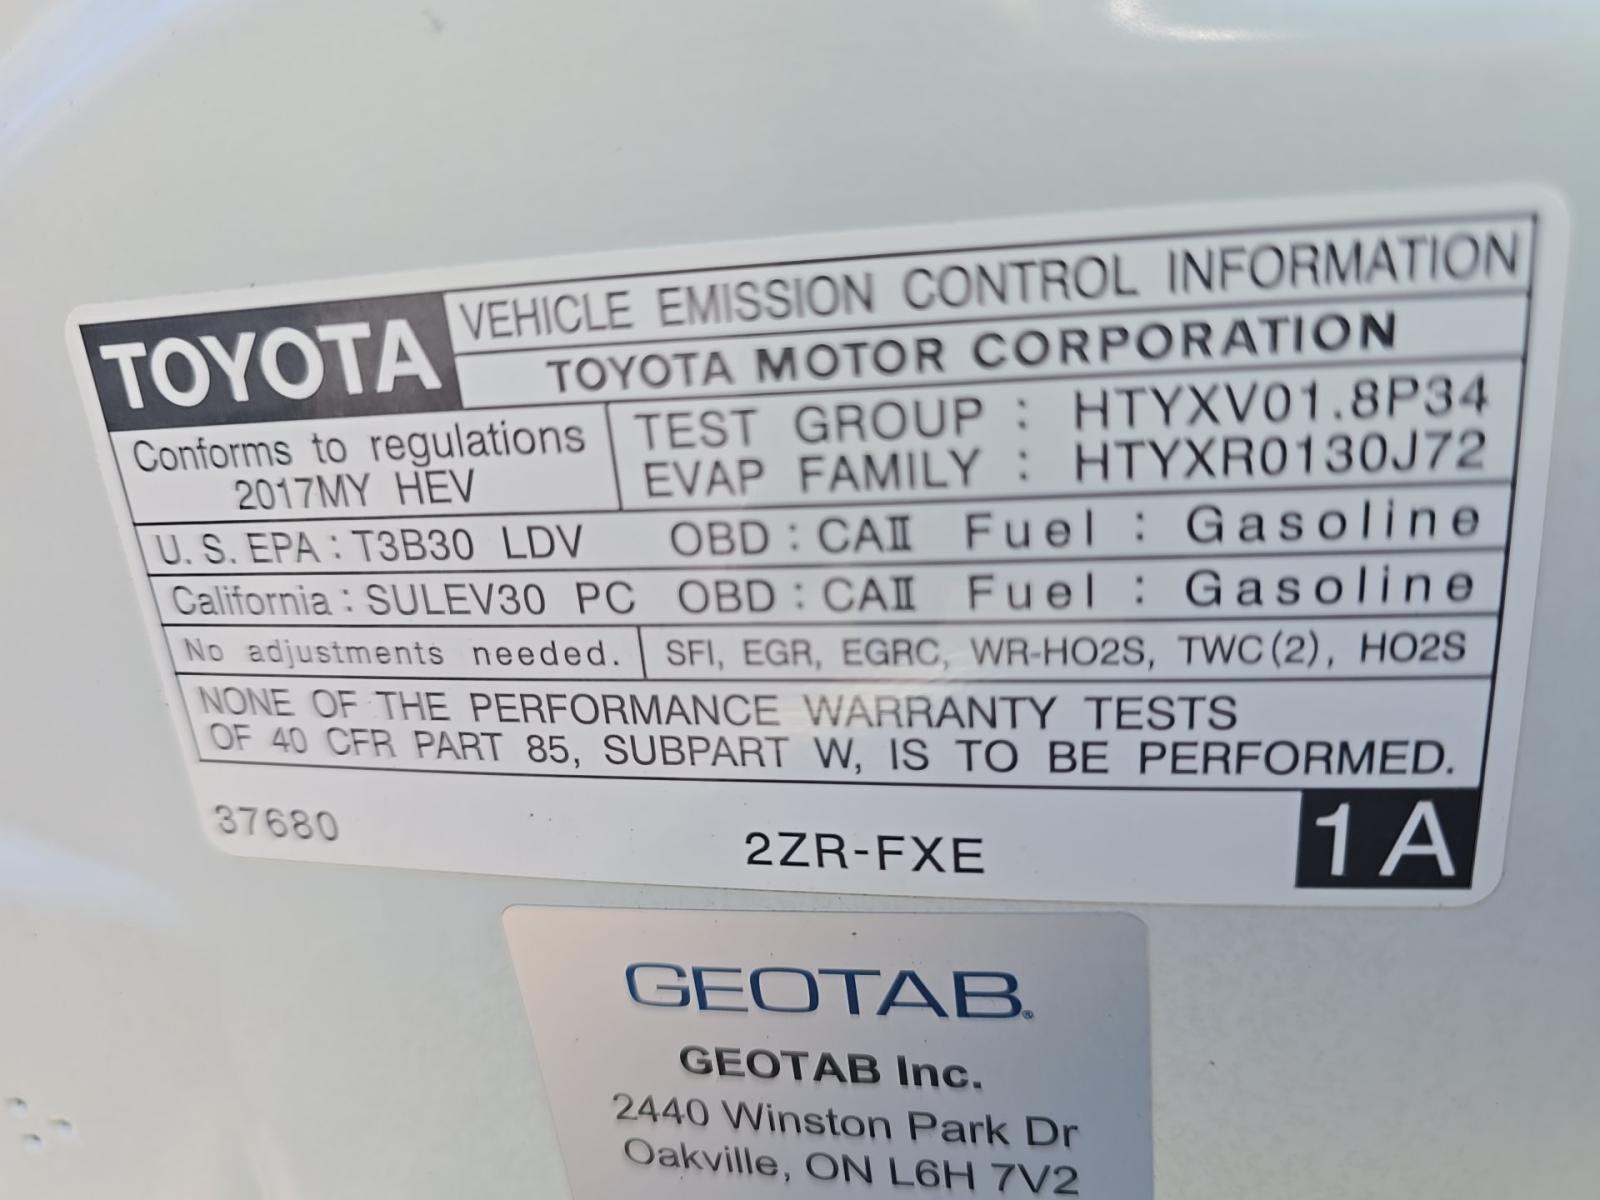 TOYOTA
VEHICLE EMISSION CONTROL INFORMATION
TOYOTA MOTOR CORPORATION
Conforms to regulations
2017MY HEV
TEST GROUP : HTYXV01.8P34
EVAP FAMILY : HTYXR0130J72
U.S. EPA : T3B30 LDV OBD : CAII Fuel : Gasoline
California : SULEV30 PC OBD : CAII Fuel : Gasoline
No adjustments needed.
SFI, EGR, EGRC, WR-HO2S, TWC(2), HO2S
NONE OF THE PERFORMANCE WARRANTY TESTS
OF 40 CFR PART 85, SUBPART W, IS TO BE PERFORMED.
37680
2ZR-FXE
1A
GEOTAB®
GEOTAB Inc.
2440 Winston Park Dr
Oakville, ON L6H 7V2